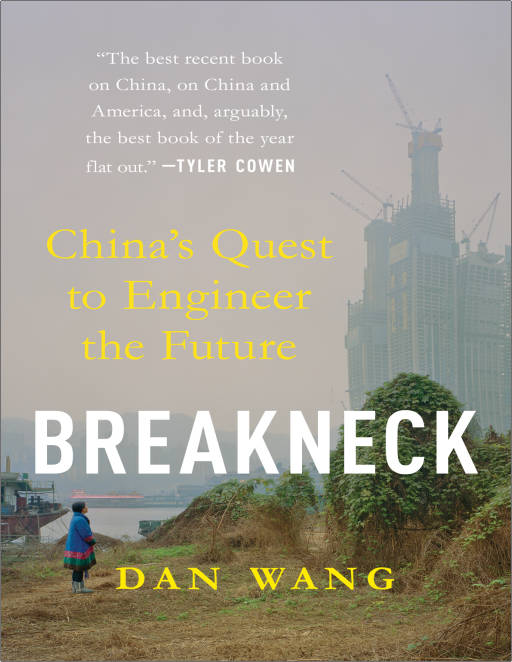 “The best recent book
on China, on China and
America, and, arguably,
the best book of the year
flat out.” —TYLER COWEN
China’s Quest
to Engineer
the Future
BREAKNECK
DAN WANG